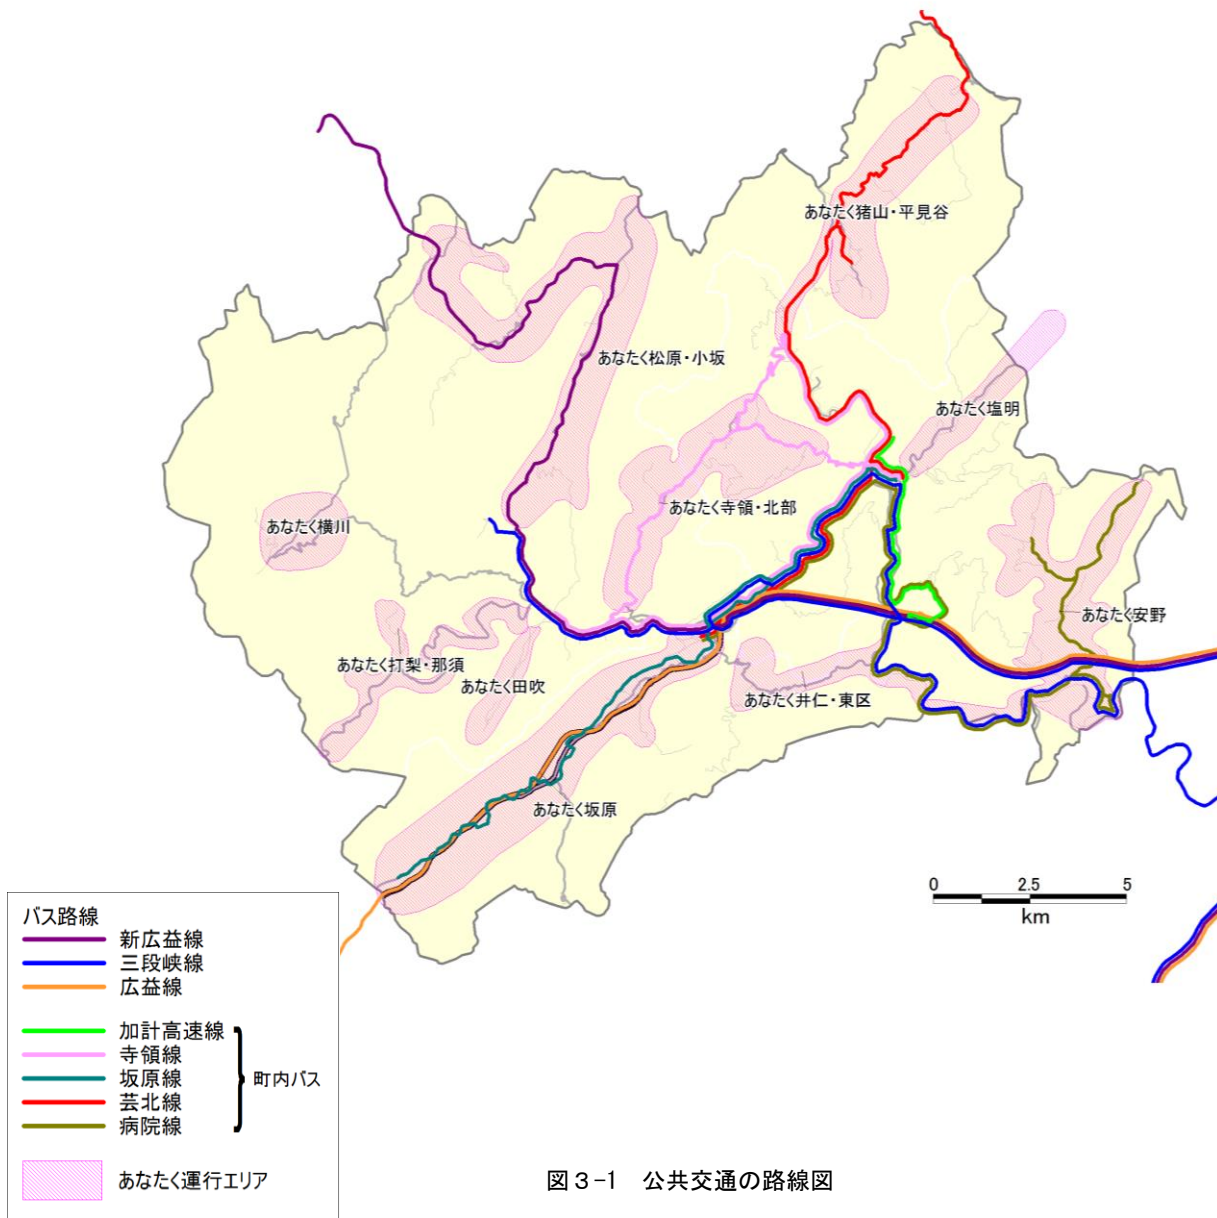 あなたく猪山・平見谷
あなたく松原・小坂
あなたく塩明
あなたく寺領・北部
あなたく横川
あなたく安野
あなたく打梨・那須
あなたく田吹
あなたく井仁・東区
あなたく坂原
0 2.5 5
km
バス路線
新広益線
三段峡線
広益線
加計高速線
寺領線
坂原線
芸北線
病院線
町内バス
あなたく運行エリア
図3-1 公共交通の路線図